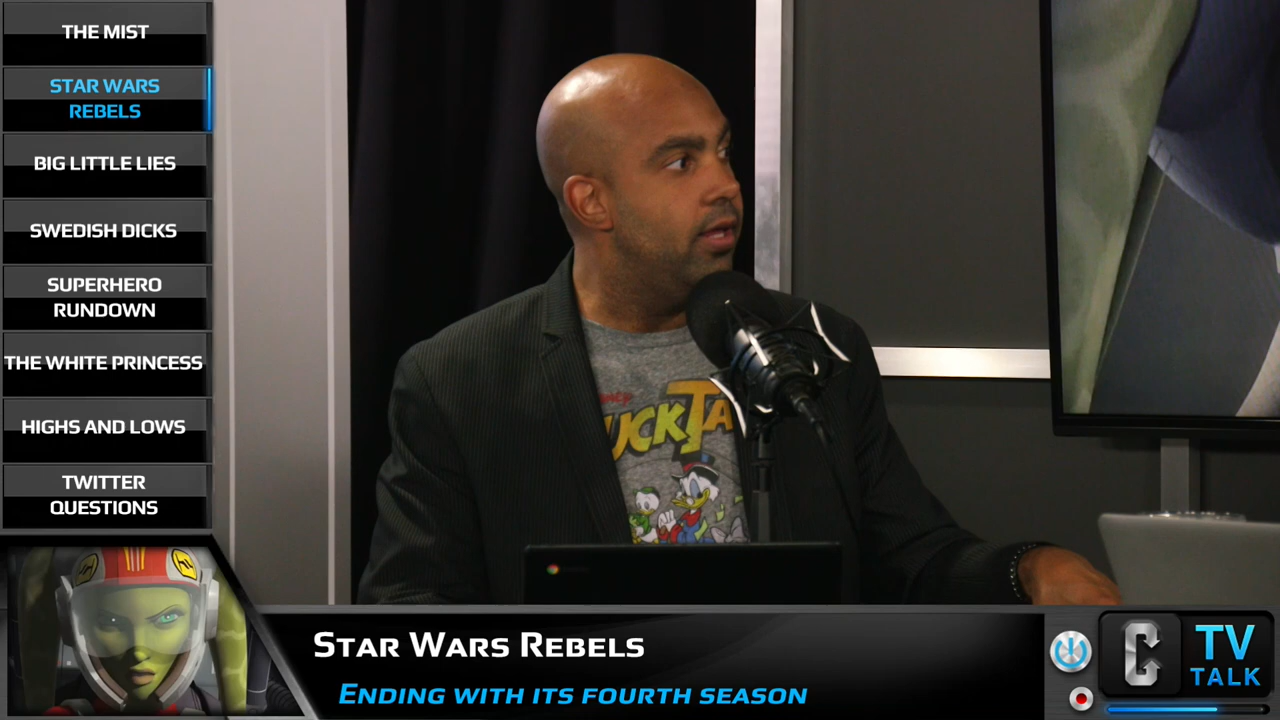 THE MIST
STAR WARS
REBELS
BIG LITTLE LIES
SWEDISH DICKS
SUPERHERO
RUNDOWN
THE WHITE PRINCESS
HIGHS AND LOWS
TWITTER
QUESTIONS
UCKTA
STAR WARS REBELS
ENDING WITH ITS FOURTH SEASON
C
TV
TALK